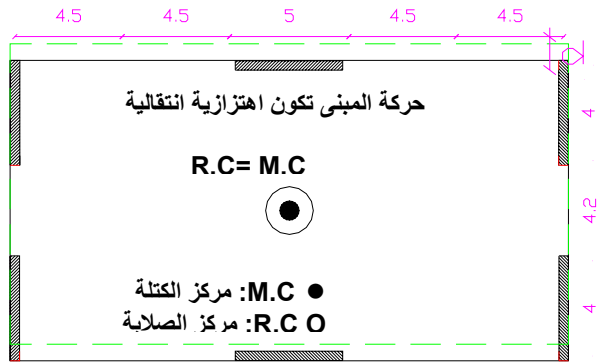 4.5 4.5 5 4.5 4.5
حركة المبنى تكون اهتزازية انتقالية
4
R.C= M.C
4.2
● M.C: مركز الكتلة
O R.C: مركز الصلابة
4